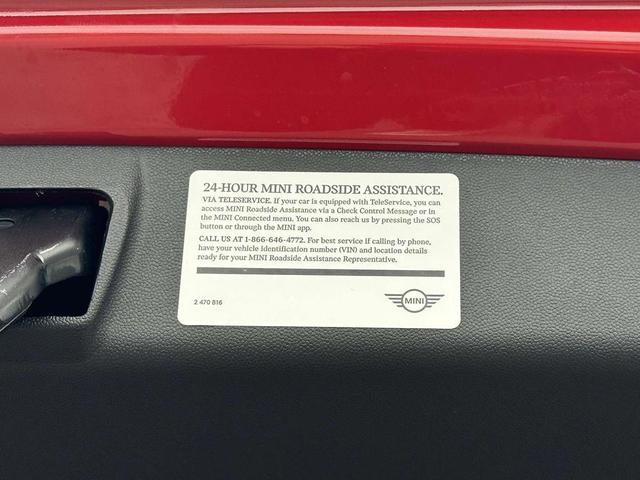 24-HOUR MINI ROADSIDE ASSISTANCE.
VIA TELESERVICE. If your car is equipped with TeleService, you can
access MINI Roadside Assistance via a Check Control Message or in
the MINI Connected menu. You can also reach us by pressing the SOS
button or through the MINI app.
CALL US AT 1-866-646-4772. For best service if calling by phone,
have your vehicle identification number (VIN) and location details
ready for your MINI Roadside Assistance Representative.
2 470 816
MINI